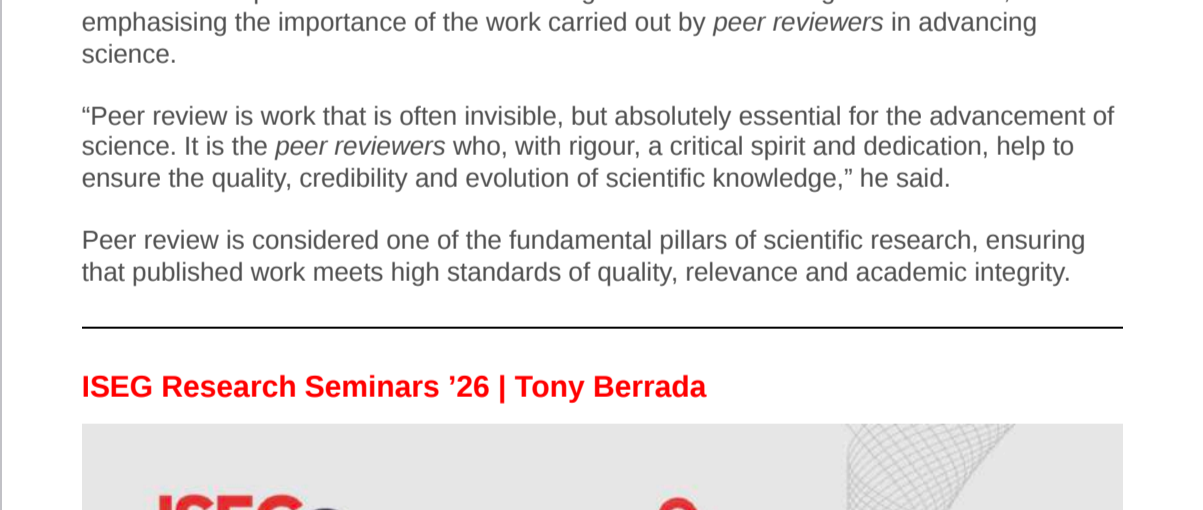 emphasising the importance of the work carried out by peer reviewers in advancing
science.
“Peer review is work that is often invisible, but absolutely essential for the advancement of
science. It is the peer reviewers who, with rigour, a critical spirit and dedication, help to
ensure the quality, credibility and evolution of scientific knowledge,” he said.
Peer review is considered one of the fundamental pillars of scientific research, ensuring
that published work meets high standards of quality, relevance and academic integrity.
ISEG Research Seminars ’26 | Tony Berrada
ISEG